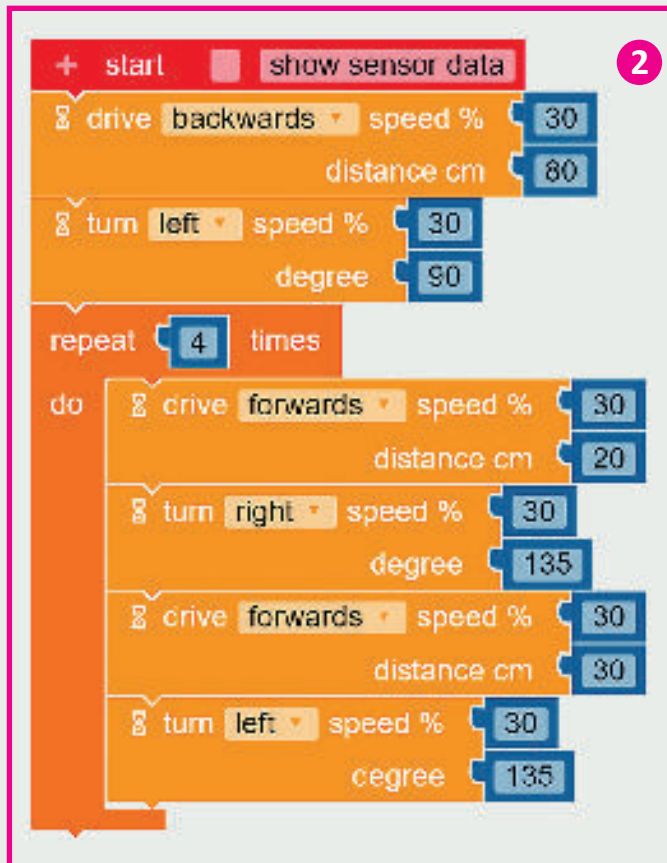 + start show sensor data
2
drive backwards speed % 30
distance cm 80
turn left speed % 30
degree 90
repeat 4 times
do drive forwards speed % 30
distance cm 20
turn right speed % 30
degree 135
drive forwards speed % 30
distance cm 30
turn left speed % 30
cegree 135